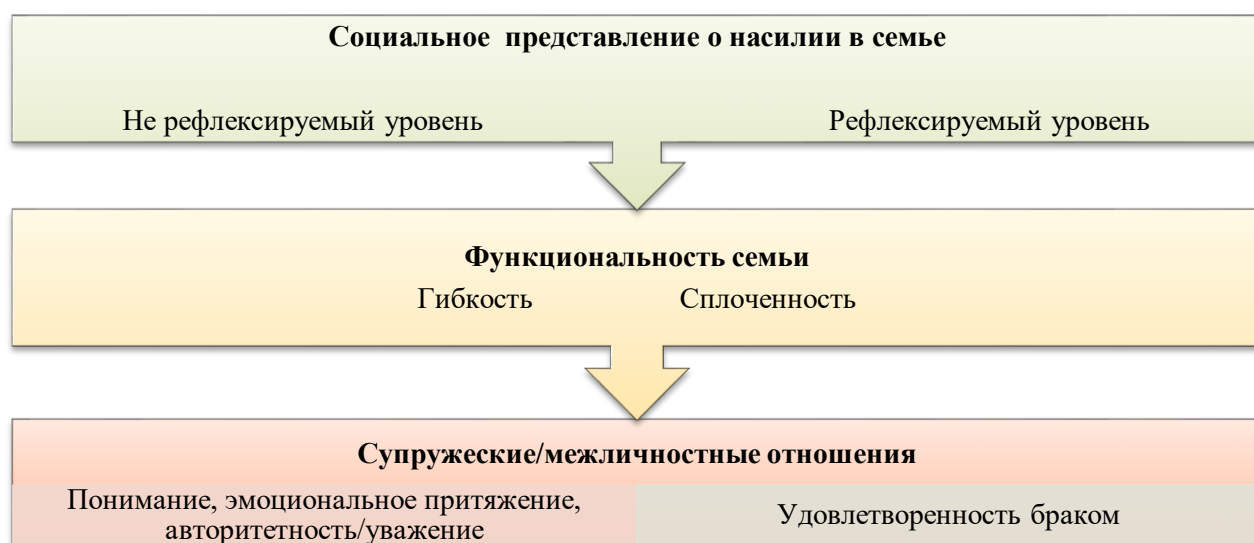 Социальное представление о насилии в семье
Не рефлексируемый уровень
Рефлексируемый уровень
Функциональность семьи
Гибкость
Сплоченность
Супружеские/межличностные отношения
Понимание, эмоциональное притяжение,
авторитетность/уважение
Удовлетворенность браком